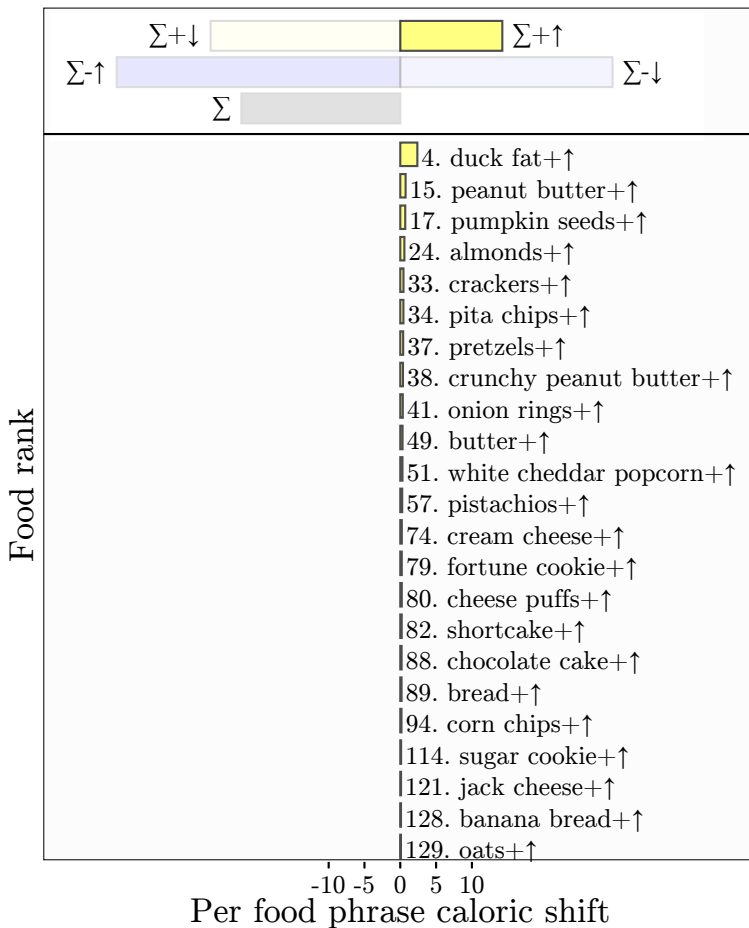 ∑+↓ ∑+↑
∑-↑ ∑-↓
∑
4. duck fat+↑
15. peanut butter+↑
17. pumpkin seeds+↑
24. almonds+↑
33. crackers+↑
34. pita chips+↑
37. pretzels+↑
38. crunchy peanut butter+↑
41. onion rings+↑
49. butter+↑
51. white cheddar popcorn+↑
57. pistachios+↑
74. cream cheese+↑
79. fortune cookie+↑
80. cheese puffs+↑
82. shortcake+↑
88. chocolate cake+↑
89. bread+↑
94. corn chips+↑
114. sugar cookie+↑
121. jack cheese+↑
128. banana bread+↑
129. oats+↑
Food rank
-10 -5 0 5 10
Per food phrase caloric shift